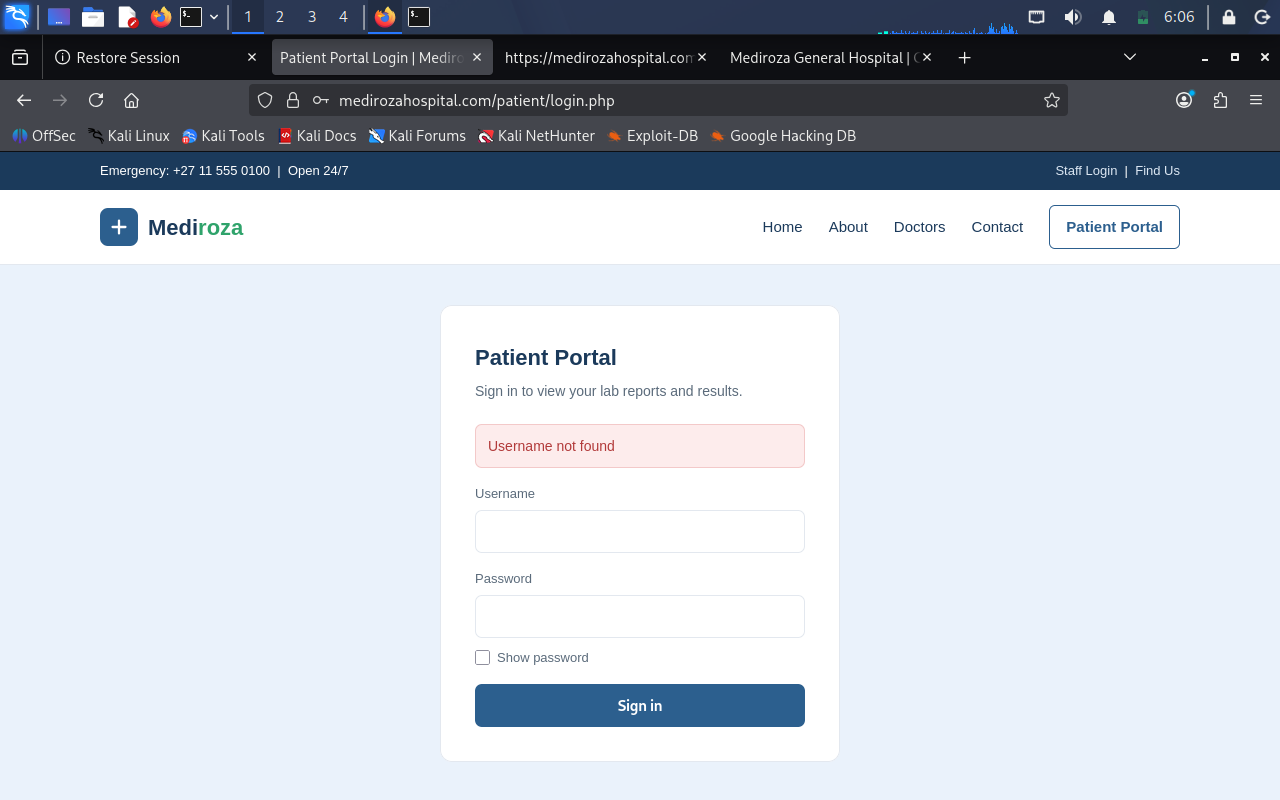 1 2 3 4 6:06
Restore Session Patient Portal Login | Mediro https://medirozahospital.com Mediroza General Hospital |
medirozahospital.com/patient/login.php
OffSec Kali Linux Kali Tools Kali Docs Kali Forums Kali NetHunter Exploit-DB Google Hacking DB
Emergency: +27 11 555 0100 | Open 24/7 Staff Login | Find Us
Mediroza Home About Doctors Contact Patient Portal
Patient Portal
Sign in to view your lab reports and results.
Username not found
Username
Password
Show password
Sign in